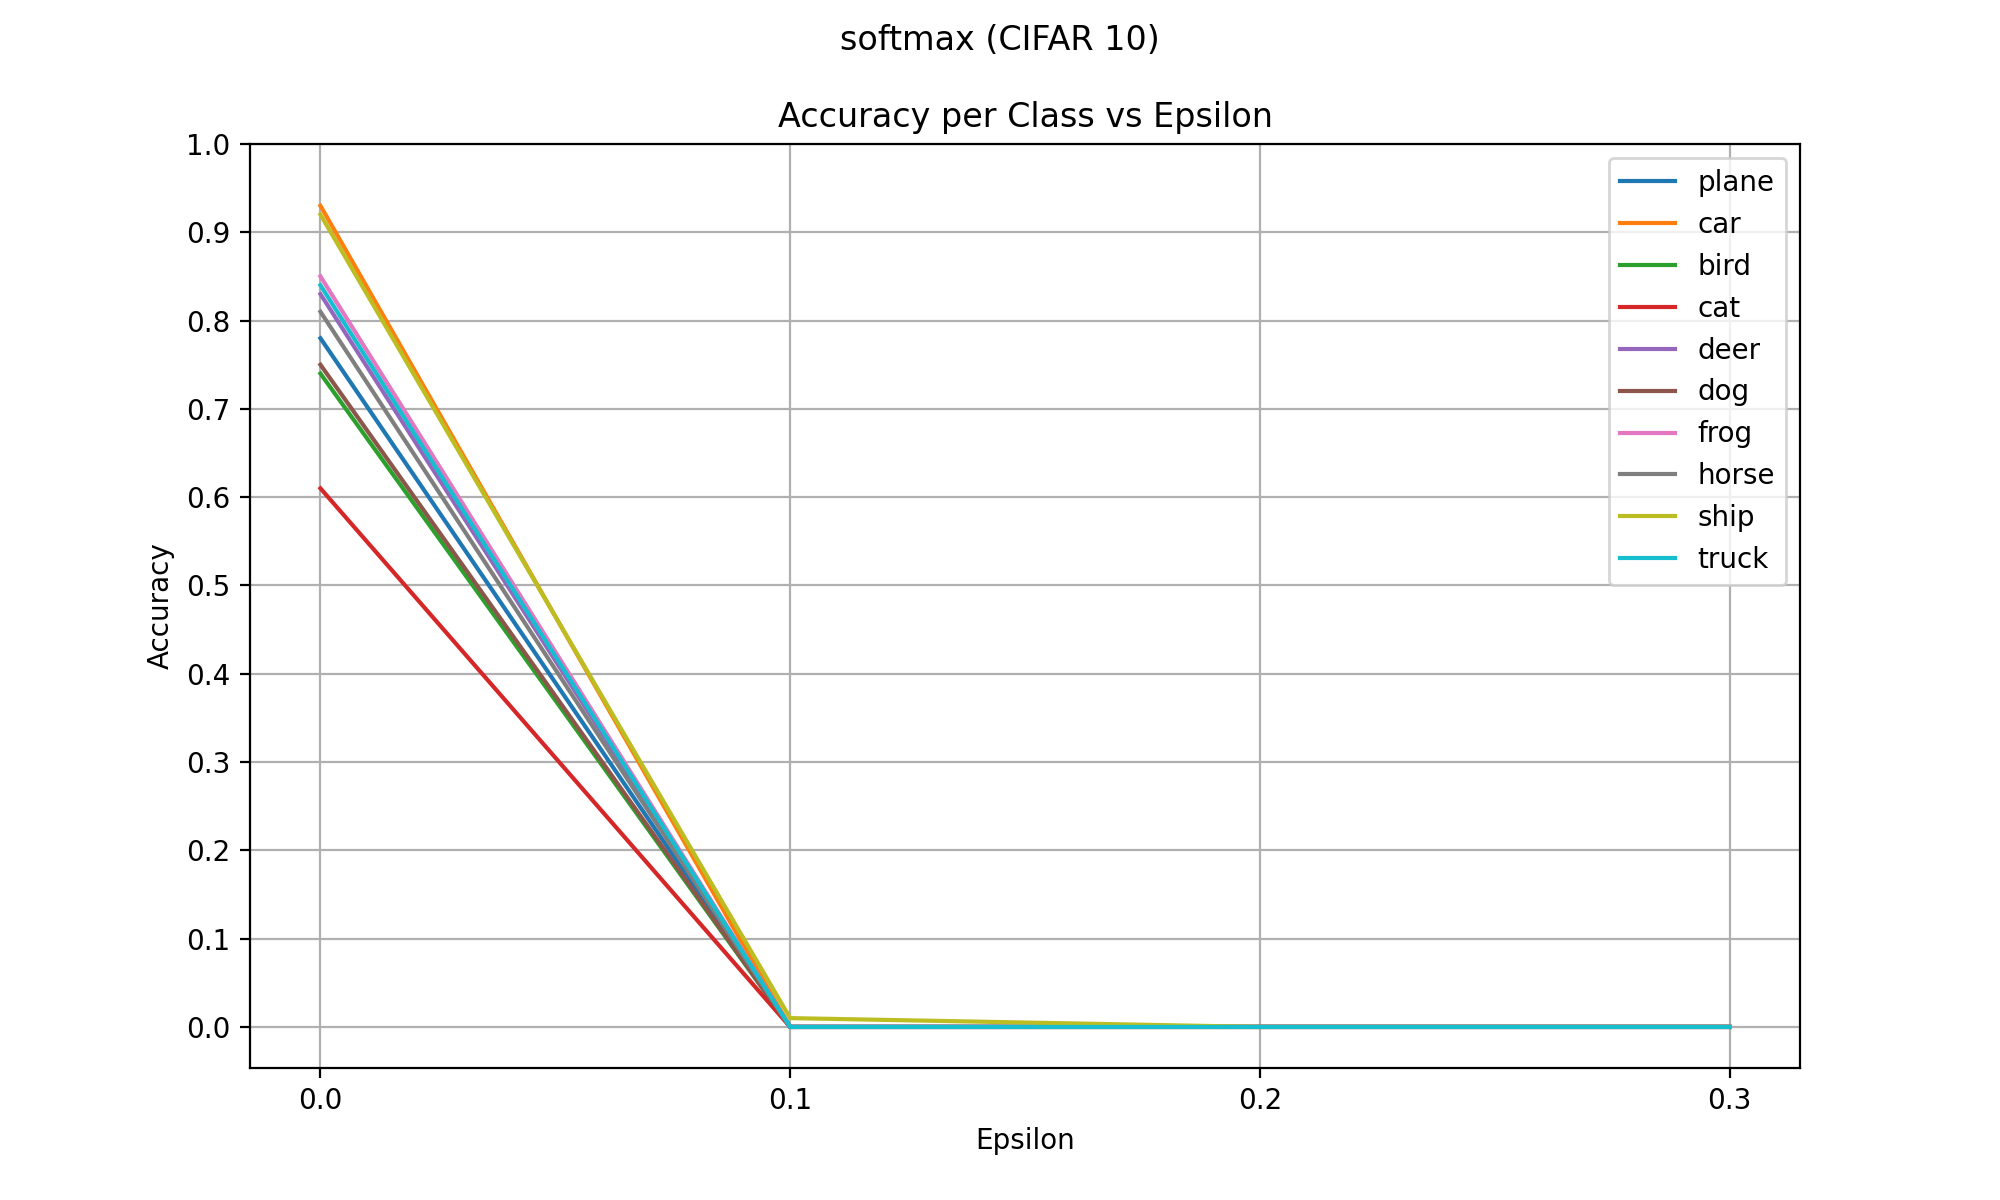 softmax (CIFAR 10)
Accuracy per Class vs Epsilon
1.0
0.9
0.8
0.7
0.6
0.5
0.4
0.3
0.2
0.1
0.0
Accuracy
0.0 0.1 0.2 0.3
Epsilon
plane
car
bird
cat
deer
dog
frog
horse
ship
truck